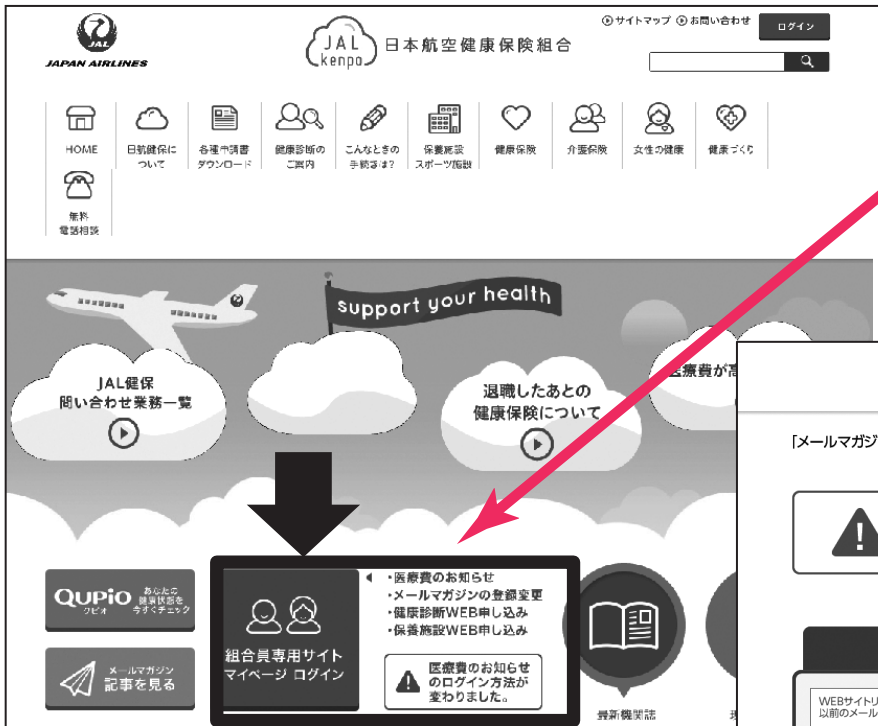 JAL
JAPAN AIRLINES
JAL
kenpo
日本航空健康保険組合
サイトマップ
お問い合わせ
ログイン
HOME
日航健保に
ついて
各種申請書
ダウンロード
健康診断の
ご案内
こんなときの
手続きは?
保養施設
スポーツ施設
健康保険
介護保険
女性の健康
健康づくり
無料
電話相談
support your health
JAL健保
問い合わせ業務一覧
退職したあとの
健康保険について
医療費が高
QUPiO
クピオ
あなたの
健康状態を
今すぐチェック
メールマガジン
記事を見る
組合員専用サイト
マイページ ログイン
・医療費のお知らせ
・メールマガジンの登録変更
・健康診断WEB申し込み
・保養施設WEB申し込み
医療費のお知らせ
のログイン方法が
変わりました。
最新機関誌
「メールマガジ
WEBサイトリ
以前のメール